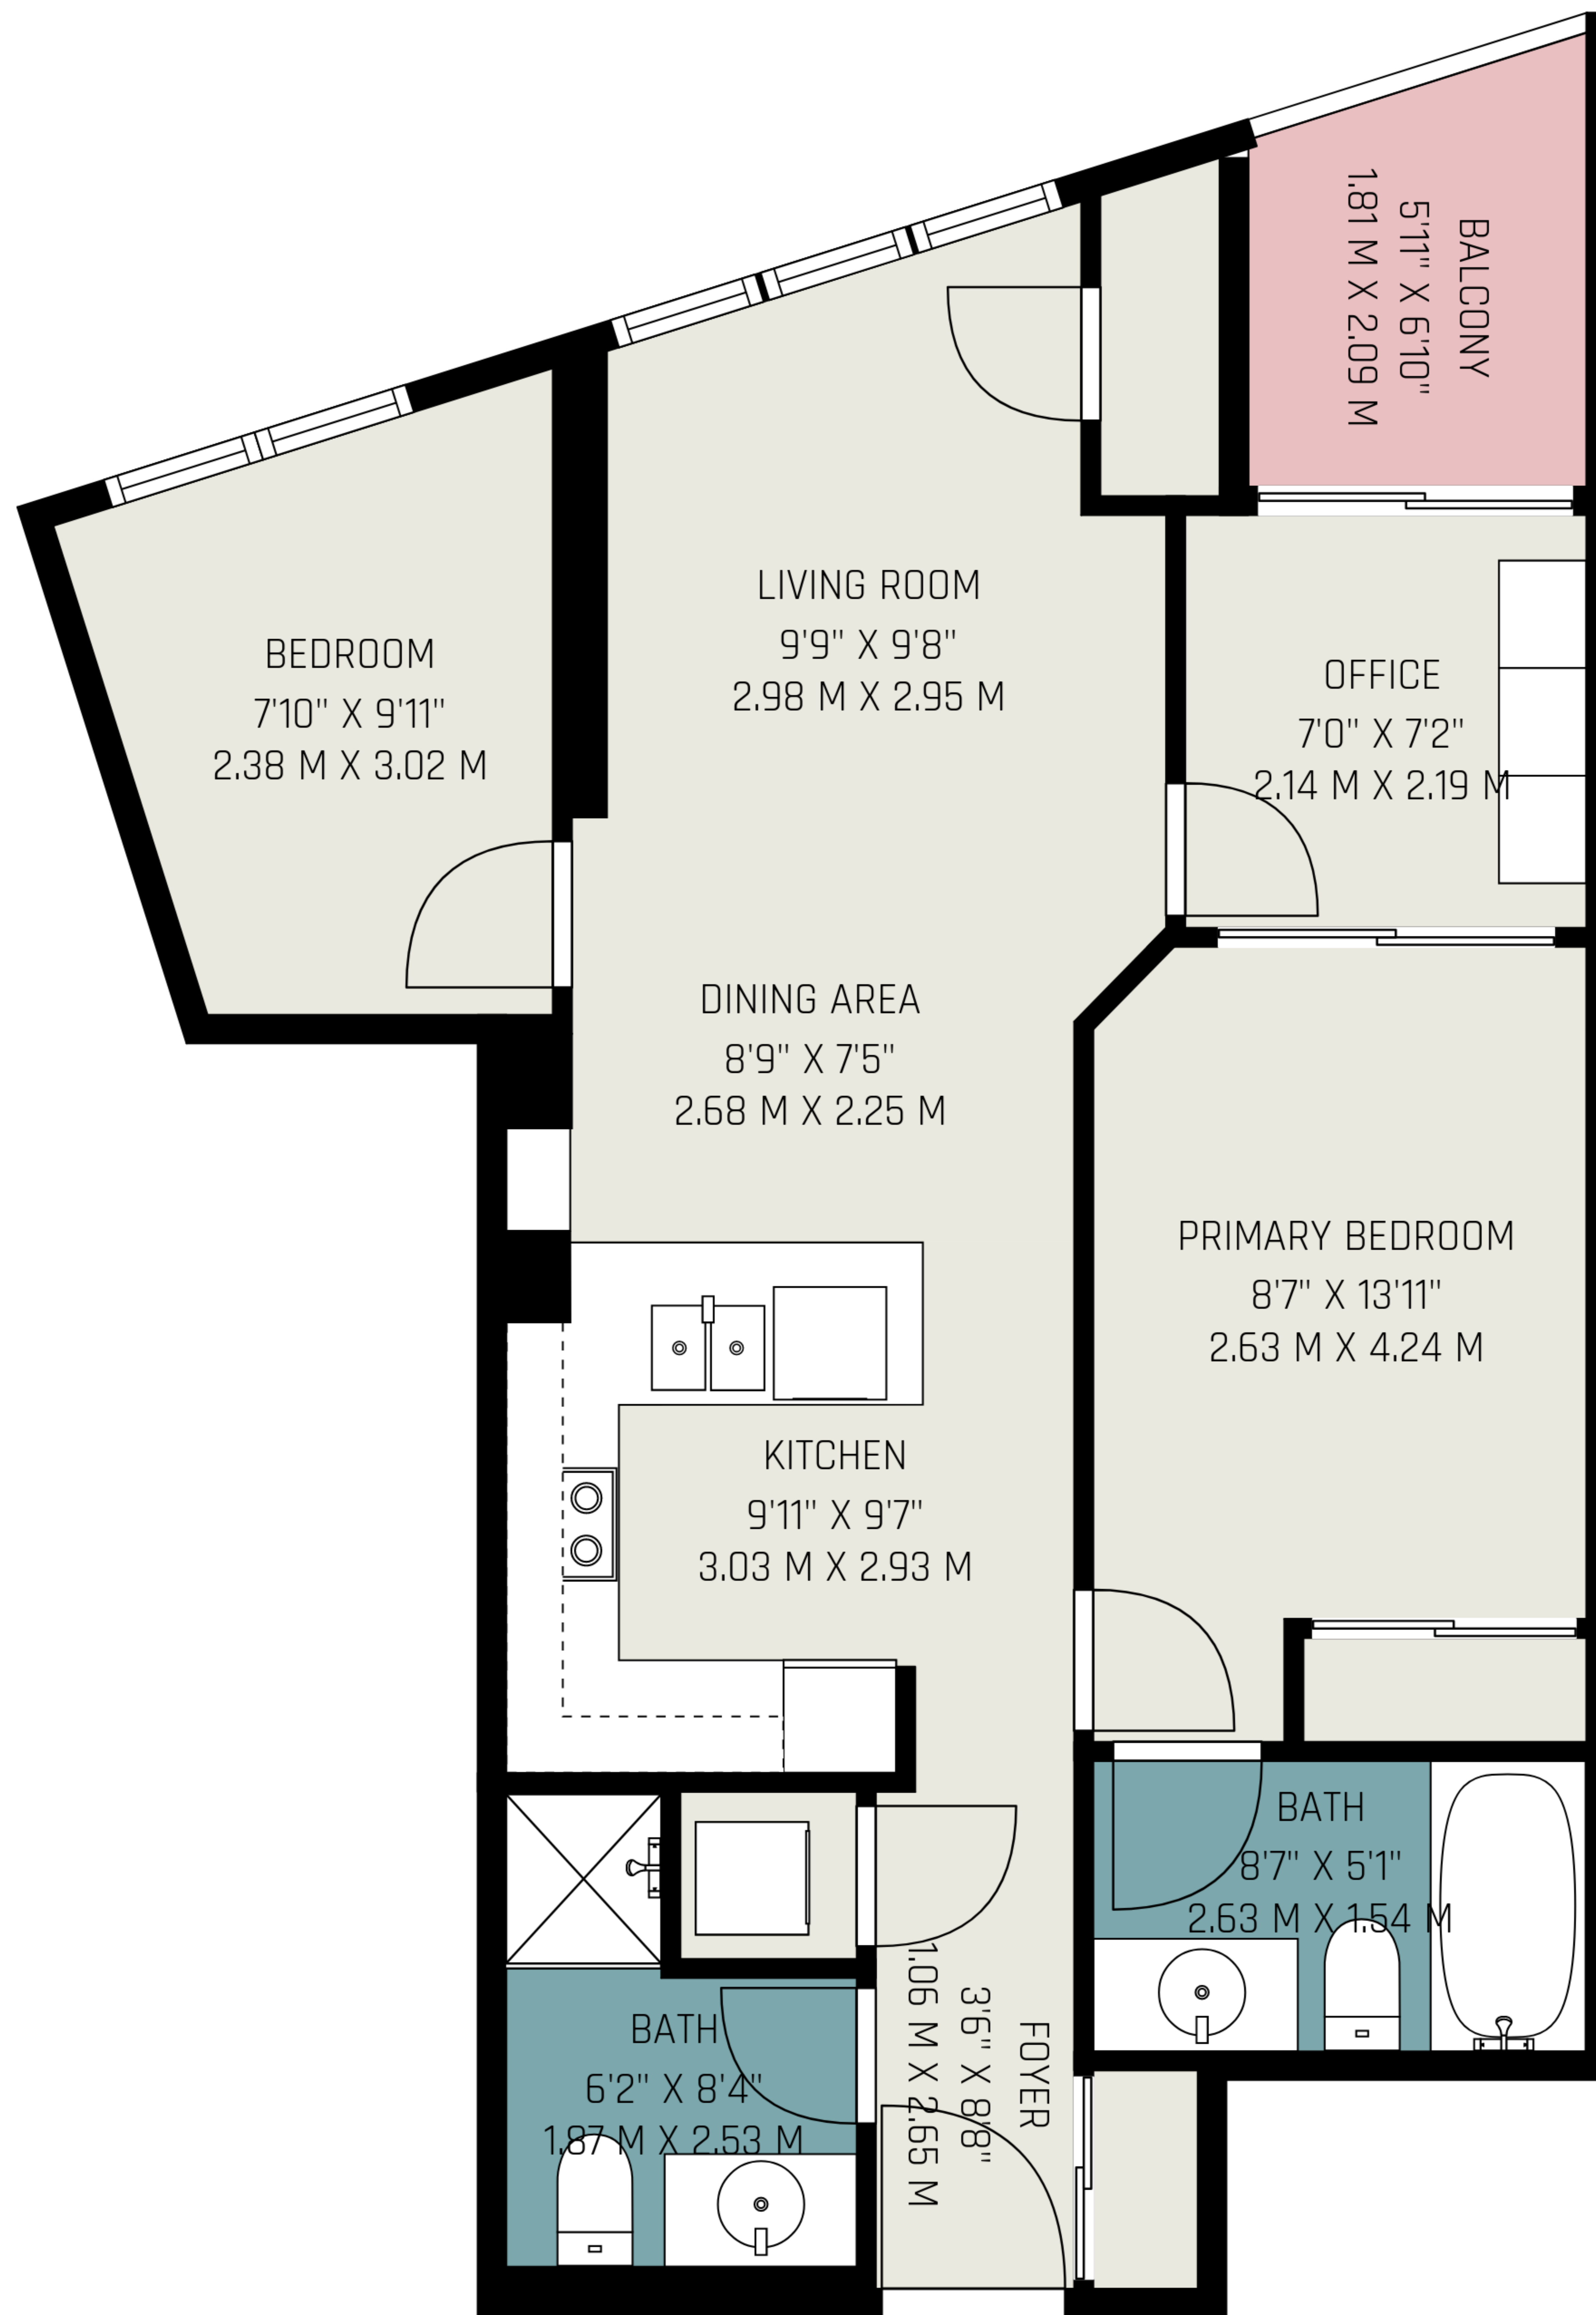 BALCONY
5'11" X 6'10"
1.81 M X 2.09 M
LIVING ROOM
9'9" X 9'8"
2.98 M X 2.95 M
BEDROOM
7'10" X 9'11"
2.38 M X 3.02 M
OFFICE
7'0" X 7'2"
2.14 M X 2.19 M
DINING AREA
8'9" X 7'5"
2.68 M X 2.25 M
PRIMARY BEDROOM
8'7" X 13'11"
2.63 M X 4.24 M
KITCHEN
9'11" X 9'7"
3.03 M X 2.93 M
BATH
8'7" X 5'1"
2.63 M X 1.54 M
BATH
6'2" X 8'4"
1.87 M X 2.53 M
FOYER
3'6" X 8'8"
1.06 M X 2.65 M